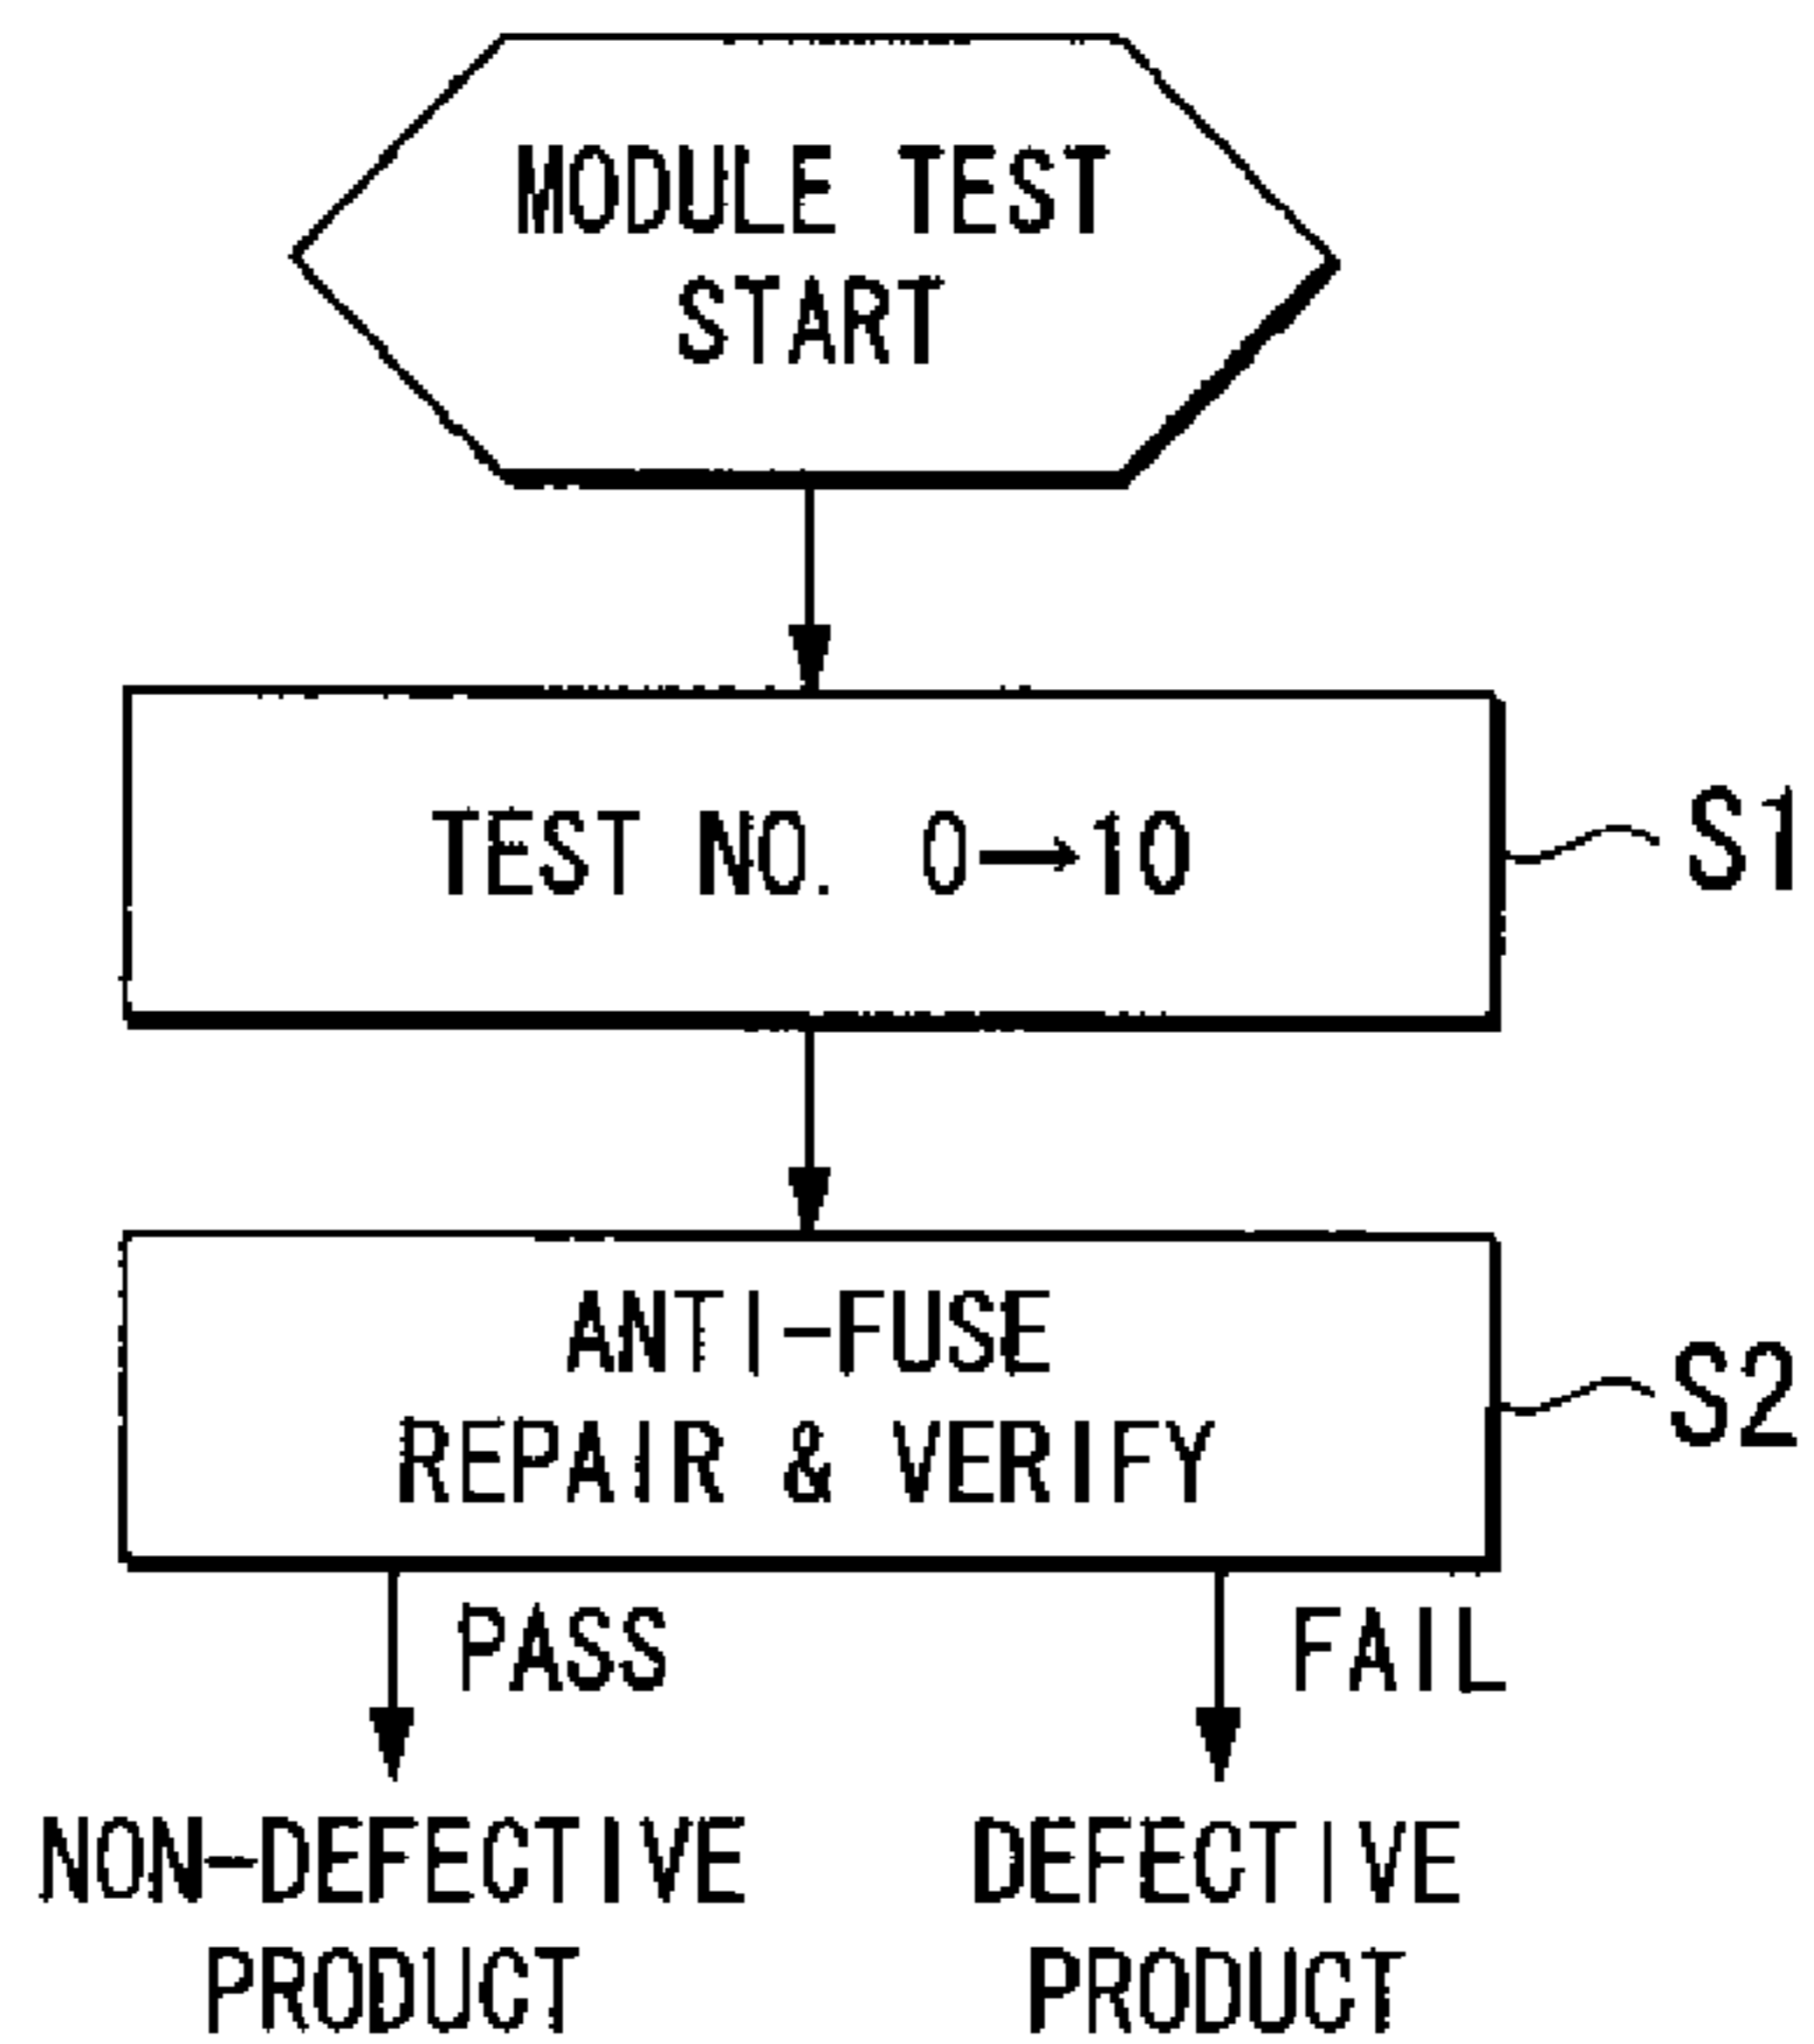 MODULE TEST
START
TEST NO. 0→10
S1
ANTI-FUSE
REPAIR & VERIFY
S2
PASS
FAIL
NON-DEFECTIVE
PRODUCT
DEFECTIVE
PRODUCT